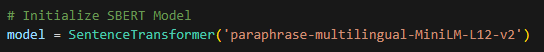 # Initialize SBERT Model
model = SentenceTransformer('paraphrase-multilingual-MiniLM-L12-v2')